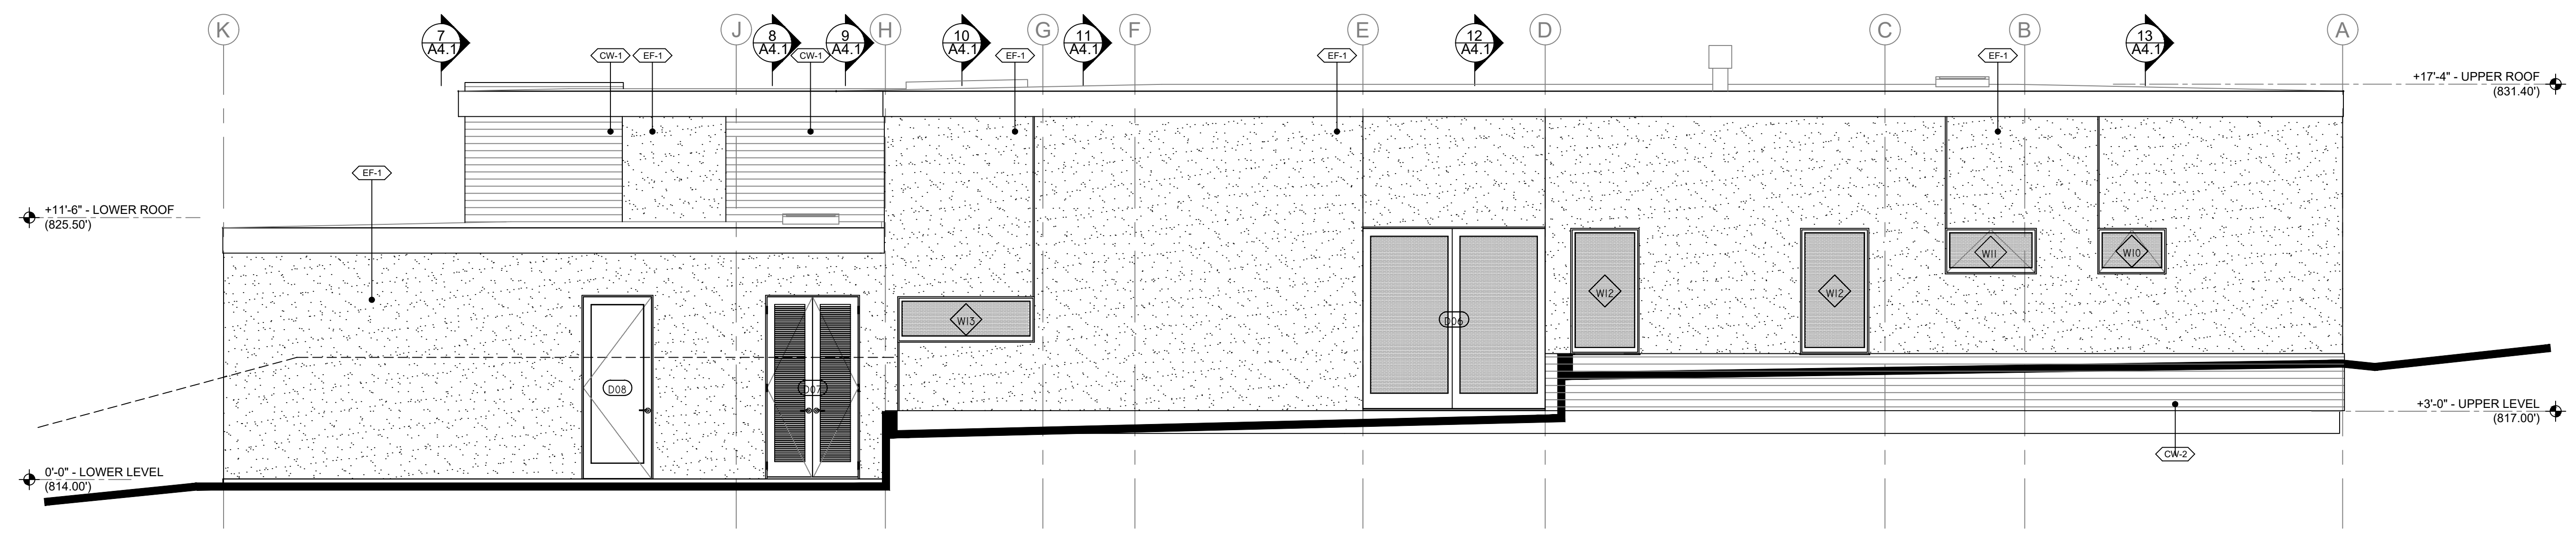 K
7
A4.1
CW-1
EF-1
J
8
A4.1
CW-1
9
A4.1
H
10
A4.1
EF-1
G
11
A4.1
F
EF-1
E
12
A4.1
D
C
EF-1
B
13
A4.1
A
+17'-4" - UPPER ROOF
(831.40')
EF-1
+11'-6" - LOWER ROOF
(825.50')
W11
W10
W12
W12
W13
D06
D08
D07
+3'-0" - UPPER LEVEL
(817.00')
CW-2
0'-0" - LOWER LEVEL
(814.00')